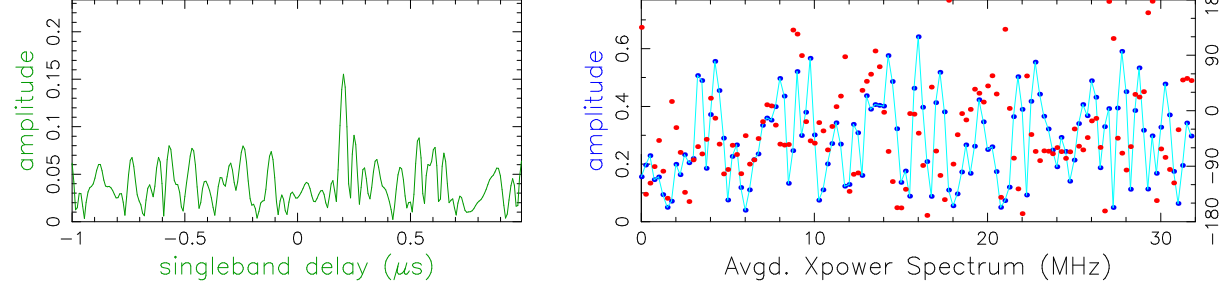 amplitude
0 0.05 0.1 0.15 0.2
−1 −0.5 0 0.5
singleband delay (μs)
amplitude
0 0.2 0.4 0.6
0 10 20 30
Avgd. Xpower Spectrum (MHz)
−180 −90 0 90